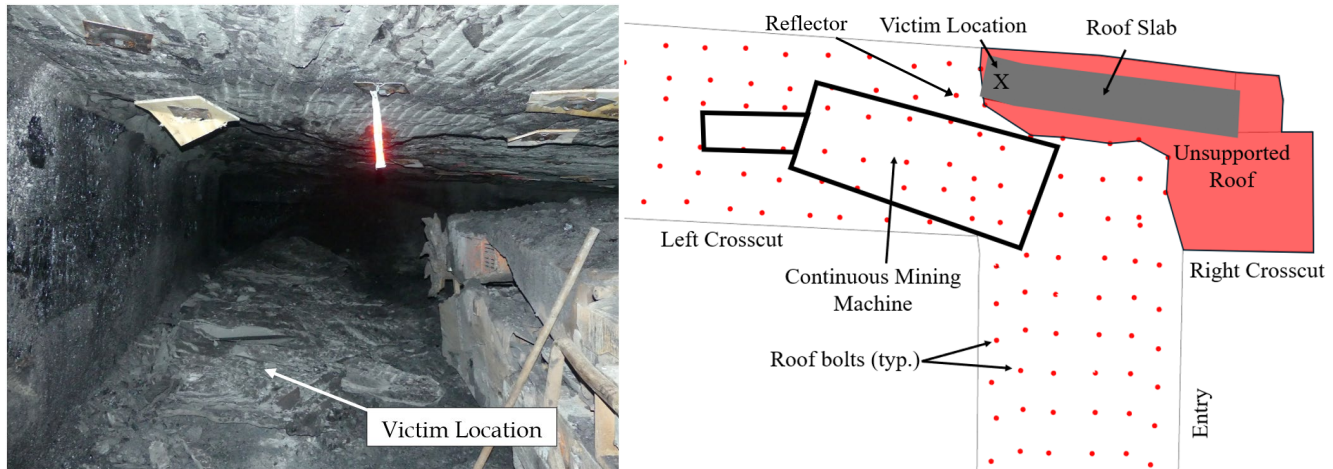 Victim Location
Reflector
Victim Location
Roof Slab
X
Unsupported
Roof
Left Crosscut
Right Crosscut
Continuous Mining
Machine
Roof bolts (typ.)
Entry